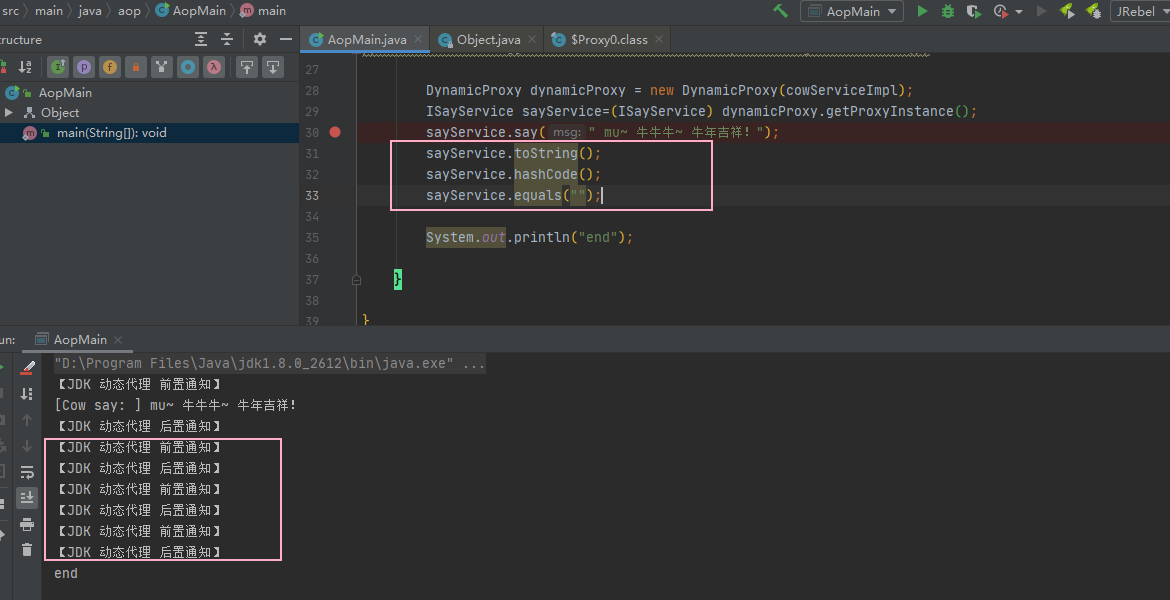 src main java aop AopMain main AopMain JRebel
ructure AopMain.java Object.java $Proxy0.class
AopMain
Object
main(String[]): void
27
28 DynamicProxy dynamicProxy = new DynamicProxy(cowServiceImpl);
29 ISayService sayService=(ISayService) dynamicProxy.getProxyInstance();
30 sayService.say( msg: " mu~ 牛牛牛~ 牛年吉祥! ");
31 sayService.toString();
32 sayService.hashCode();
33 sayService.equals("");
34
35 System.out.println("end");
36
37 }
38
39 }
un: AopMain
"D:\Program Files\Java\jdk1.8.0_2612\bin\java.exe" ...
【JDK 动态代理 前置通知】
[Cow say: ] mu~ 牛牛牛~ 牛年吉祥!
【JDK 动态代理 后置通知】
【JDK 动态代理 前置通知】
【JDK 动态代理 后置通知】
【JDK 动态代理 前置通知】
【JDK 动态代理 后置通知】
【JDK 动态代理 前置通知】
【JDK 动态代理 后置通知】
end